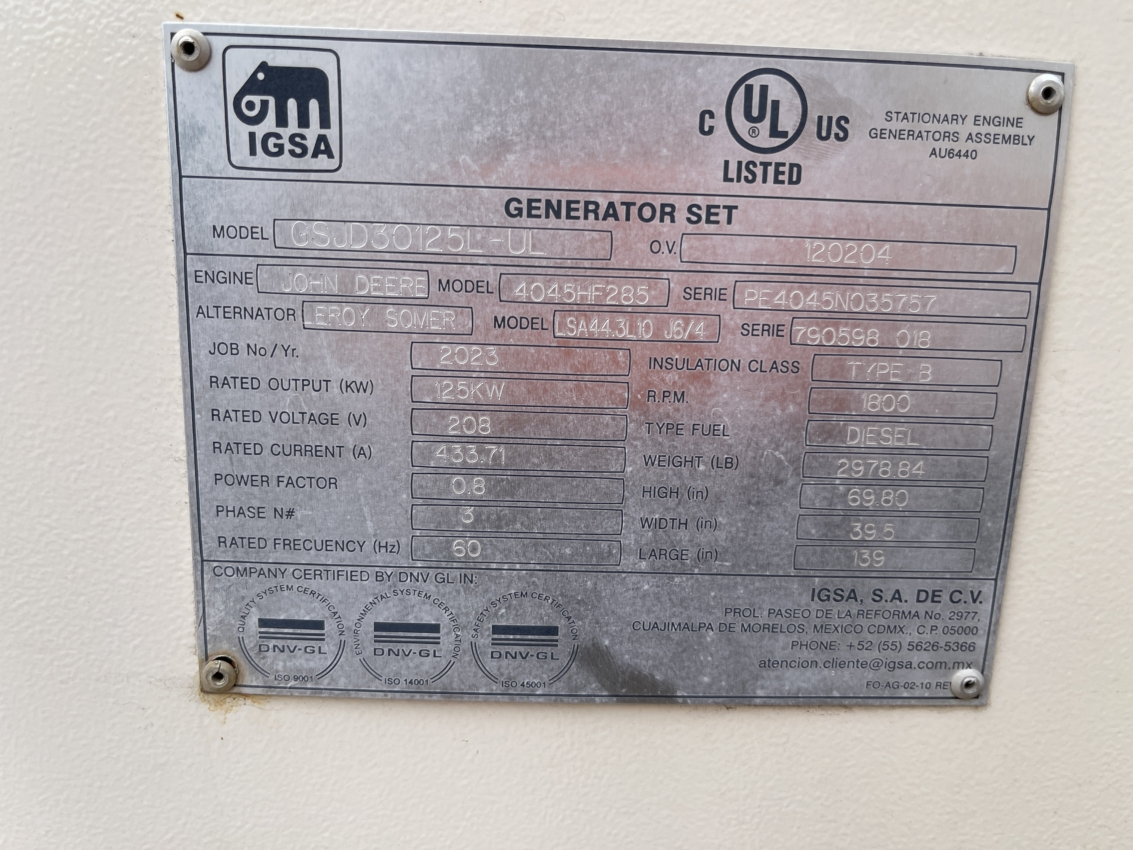 IGSA
C UL ® US
LISTED
STATIONARY ENGINE
GENERATORS ASSEMBLY
AU6440
GENERATOR SET
MODEL GSJD30125L-UL O.V. 120204
ENGINE JOHN DEERE MODEL 4045HF285 SERIE PE4045N035757
ALTERNATOR LEROY SOMER MODEL LSA44.3L10 J6/4 SERIE 790598 018
JOB No/Yr. 2023 INSULATION CLASS TYPE B
RATED OUTPUT (KW) 125KW R.P.M. 1800
RATED VOLTAGE (V) 208 TYPE FUEL DIESEL
RATED CURRENT (A) 433.71 WEIGHT (LB) 2978.84
POWER FACTOR 0.8 HIGH (in) 69.80
PHASE N# 3 WIDTH (in) 39.5
RATED FRECUENCY (Hz) 60 LARGE (in) 139
COMPANY CERTIFIED BY DNV GL IN:
QUALITY SYSTEM CERTIFICATION
DNV·GL
ISO 9001
ENVIRONMENTAL SYSTEM CERTIFICATION
DNV·GL
ISO 14001
SAFETY SYSTEM CERTIFICATION
DNV·GL
ISO 45001
IGSA, S.A. DE C.V.
PROL. PASEO DE LA REFORMA No. 2977,
CUAJIMALPA DE MORELOS, MEXICO CDMX., C.P. 05000
PHONE: +52 (55) 5626-5366
atencion.cliente@igsa.com.mx
FO-AG-02-10